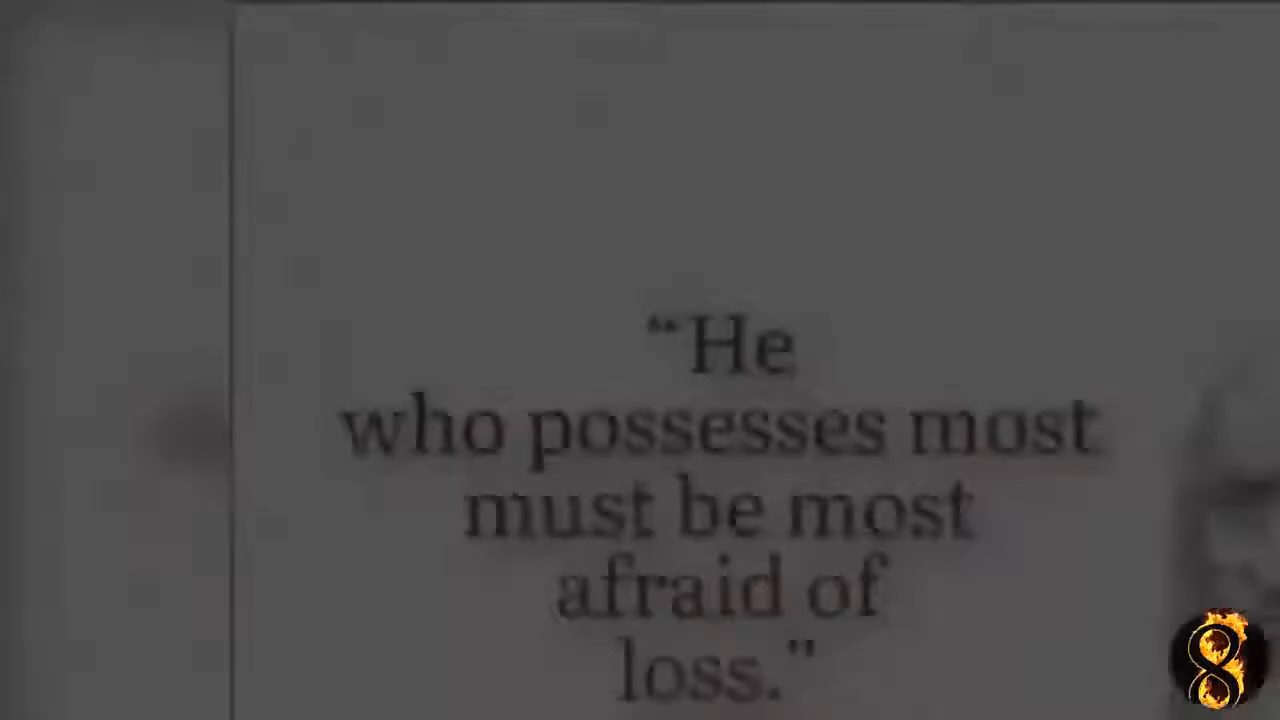 “He
who possesses most
must be most
afraid of
loss."
8